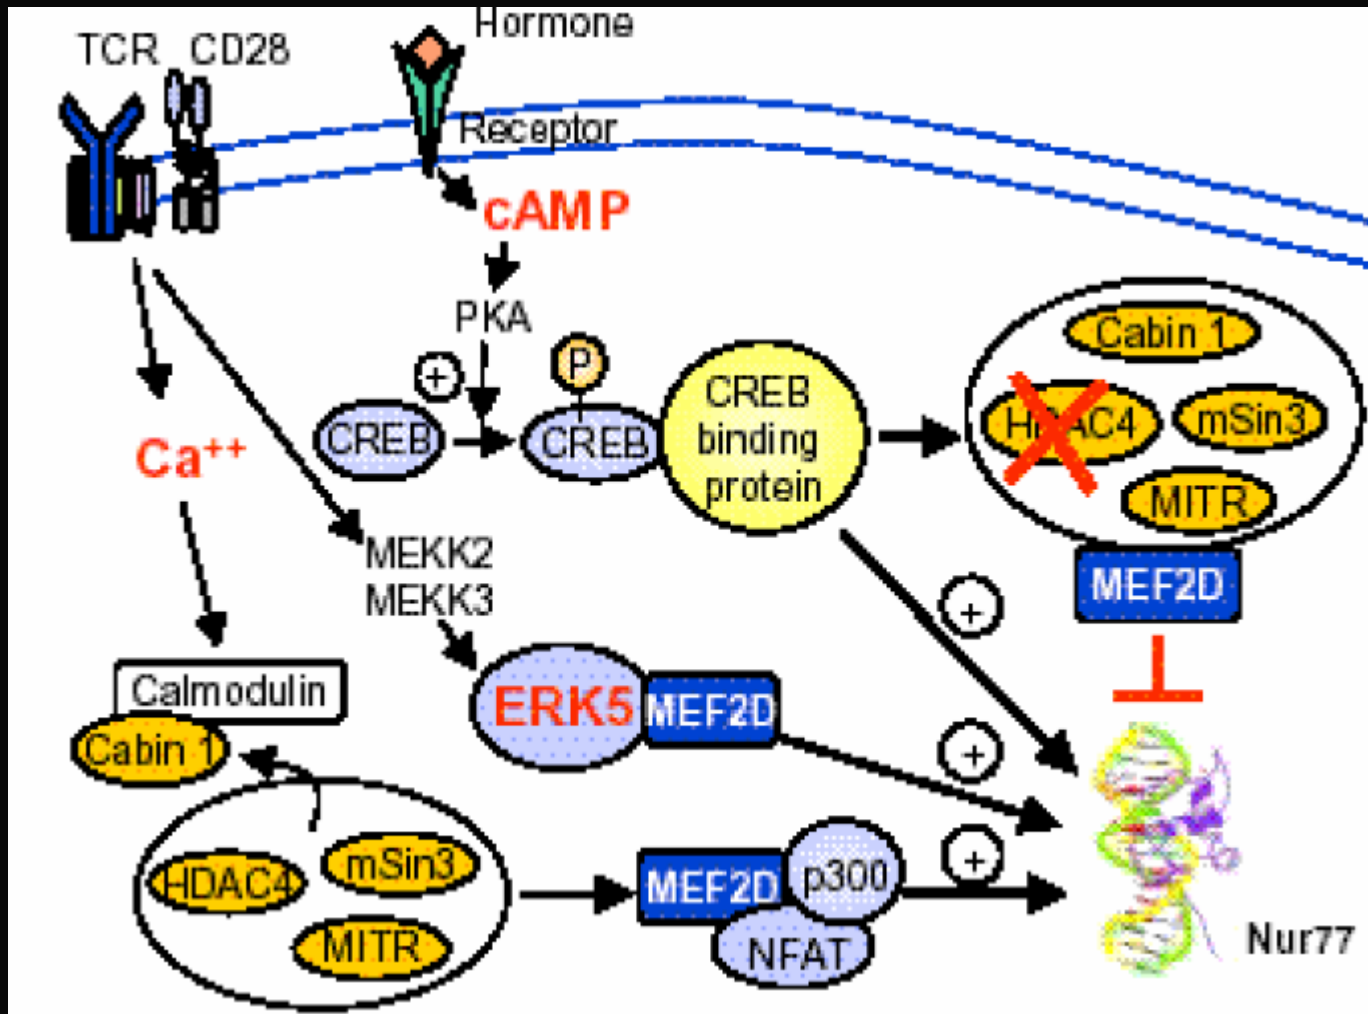 Hormone
TCR CD28
Receptor
cAMP
PKA
+
P
CREB
CREB
CREB
binding
protein
Cabin 1
HDAC4
mSin3
MITR
MEF2D
Ca++
MEKK2
MEKK3
+
Calmodulin
Cabin 1
ERK5
MEF2D
+
HDAC4
mSin3
MITR
MEF2D
p300
NFAT
+
Nur77